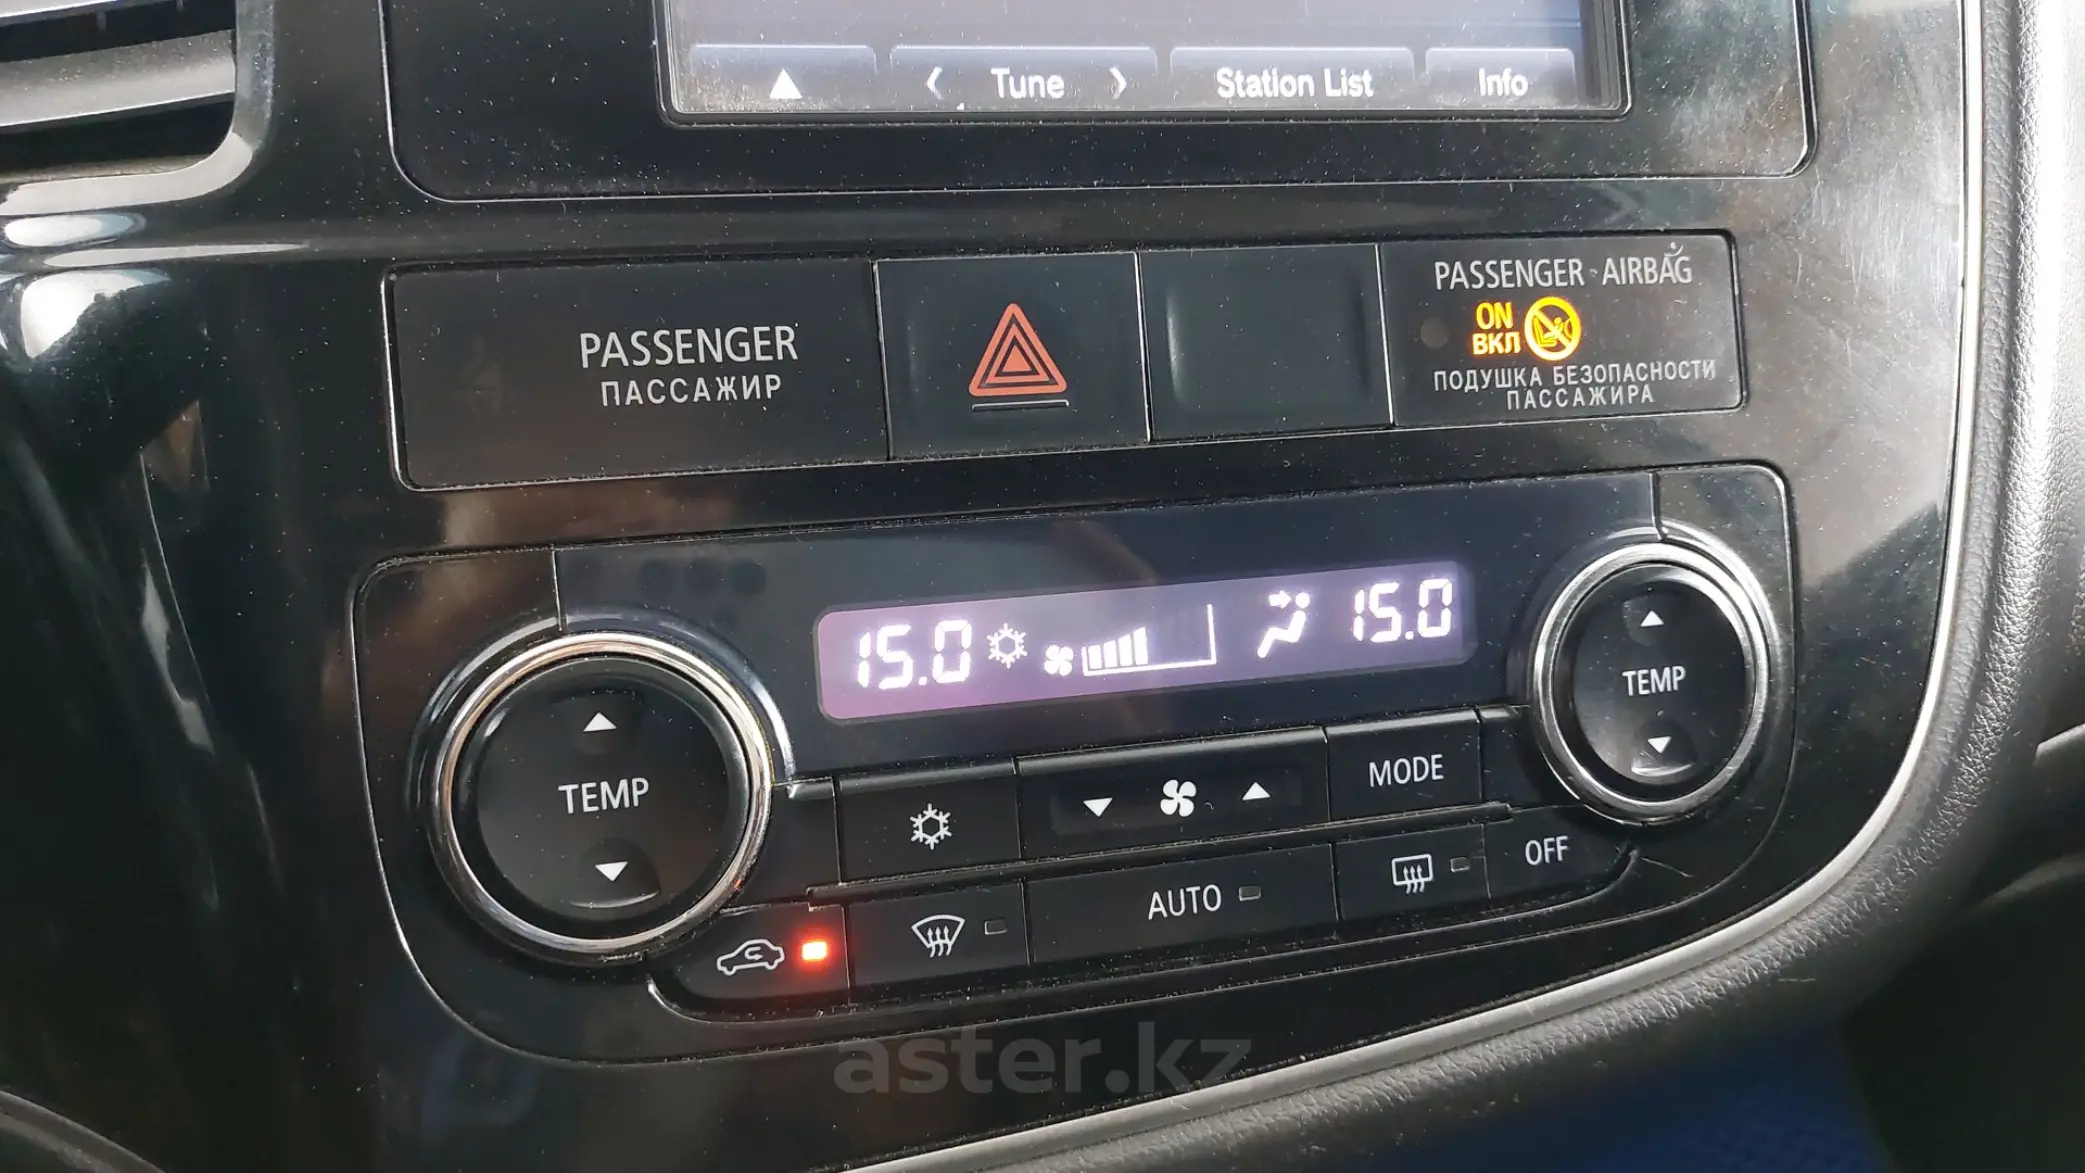 Tune
Station List
Info
PASSENGER
ПАССАЖИР
PASSENGER AIRBAG
ON
ВКЛ
ПОДУШКА БЕЗОПАСНОСТИ
ПАССАЖИРА
15.0
15.0
TEMP
TEMP
MODE
AUTO
OFF
aster.kz